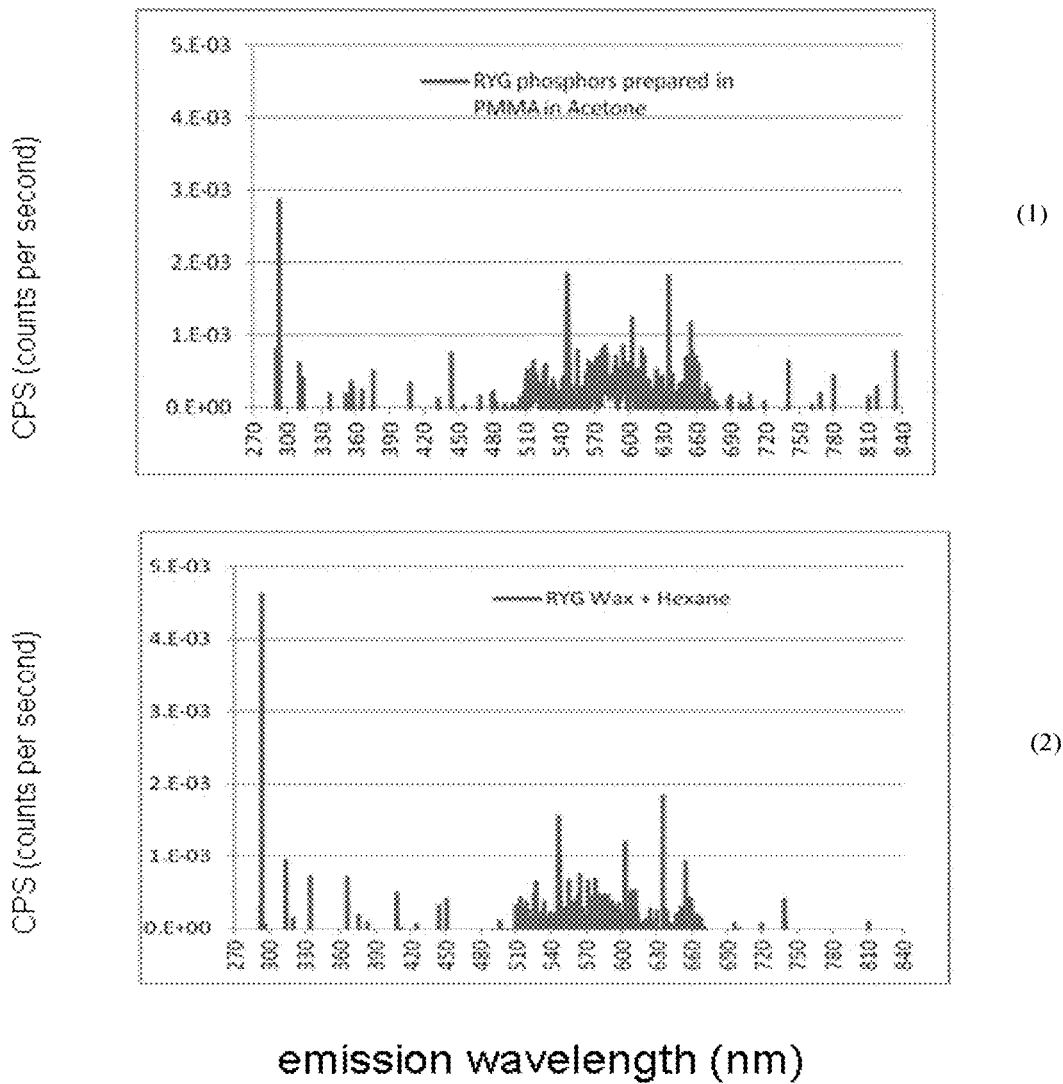 5.E-03
RYG phosphors prepared in
PMMA in Acetone
4.E-03
3.E-03
2.E-03
1.E-03
0.E+00
CPS (counts per second)
(1)
270 300 330 360 390 420 450 480 510 540 570 600 630 660 690 720 750 780 810 840
5.E-03
RYG Wax + Hexane
4.E-03
3.E-03
2.E-03
1.E-03
0.E+00
CPS (counts per second)
(2)
270 300 330 360 390 420 450 480 510 540 570 600 630 660 690 720 750 780 810 840
emission wavelength (nm)